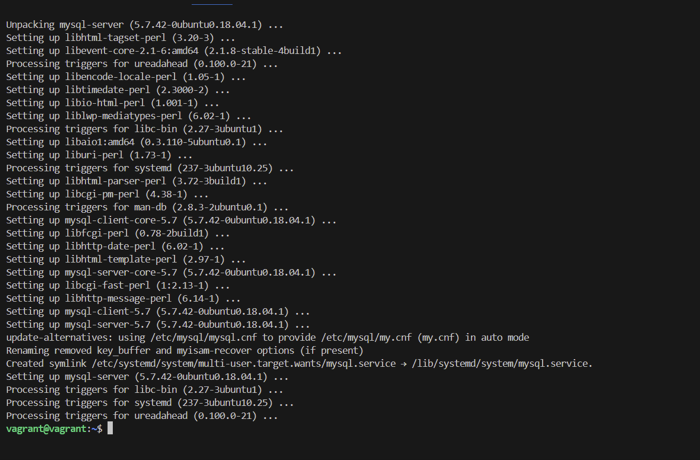 Unpacking mysql-server (5.7.42-0ubuntu0.18.04.1) ...
Setting up libhtml-tagset-perl (3.20-3) ...
Setting up libevent-core-2.1-6:amd64 (2.1.8-stable-4build1) ...
Processing triggers for ureadahead (0.100.0-21) ...
Setting up libencode-locale-perl (1.05-1) ...
Setting up libtimedate-perl (2.3000-2) ...
Setting up libio-html-perl (1.001-1) ...
Setting up liblwp-mediatypes-perl (6.02-1) ...
Processing triggers for libc-bin (2.27-3ubuntu1) ...
Setting up libaio1:amd64 (0.3.110-5ubuntu0.1) ...
Setting up liburi-perl (1.73-1) ...
Processing triggers for systemd (237-3ubuntu10.25) ...
Setting up libhtml-parser-perl (3.72-3build1) ...
Setting up libcgi-pm-perl (4.38-1) ...
Processing triggers for man-db (2.8.3-2ubuntu0.1) ...
Setting up mysql-client-core-5.7 (5.7.42-0ubuntu0.18.04.1) ...
Setting up libfcgi-perl (0.78-2build1) ...
Setting up libhttp-date-perl (6.02-1) ...
Setting up libhtml-template-perl (2.97-1) ...
Setting up mysql-server-core-5.7 (5.7.42-0ubuntu0.18.04.1) ...
Setting up libcgi-fast-perl (1:2.13-1) ...
Setting up libhttp-message-perl (6.14-1) ...
Setting up mysql-client-5.7 (5.7.42-0ubuntu0.18.04.1) ...
Setting up mysql-server-5.7 (5.7.42-0ubuntu0.18.04.1) ...
update-alternatives: using /etc/mysql/mysql.cnf to provide /etc/mysql/my.cnf (my.cnf) in auto mode
Renaming removed key_buffer and myisam-recover options (if present)
Created symlink /etc/systemd/system/multi-user.target.wants/mysql.service → /lib/systemd/system/mysql.service.
Setting up mysql-server (5.7.42-0ubuntu0.18.04.1) ...
Processing triggers for libc-bin (2.27-3ubuntu1) ...
Processing triggers for systemd (237-3ubuntu10.25) ...
Processing triggers for ureadahead (0.100.0-21) ...
vagrant@vagrant:~$